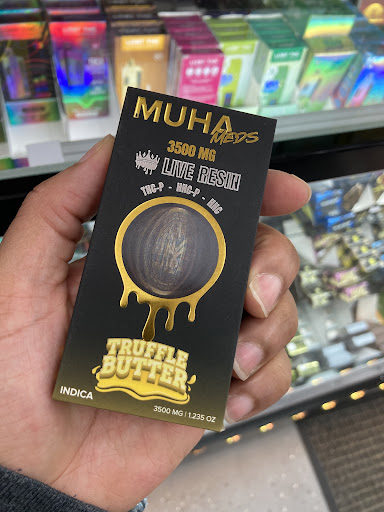 MUHA
MEDS
3500 MG
LIVE RESIN
THC-P - HHC-P - HHC
TRUFFLE
BUTTER
INDICA
3500 MG | 1.235 OZ